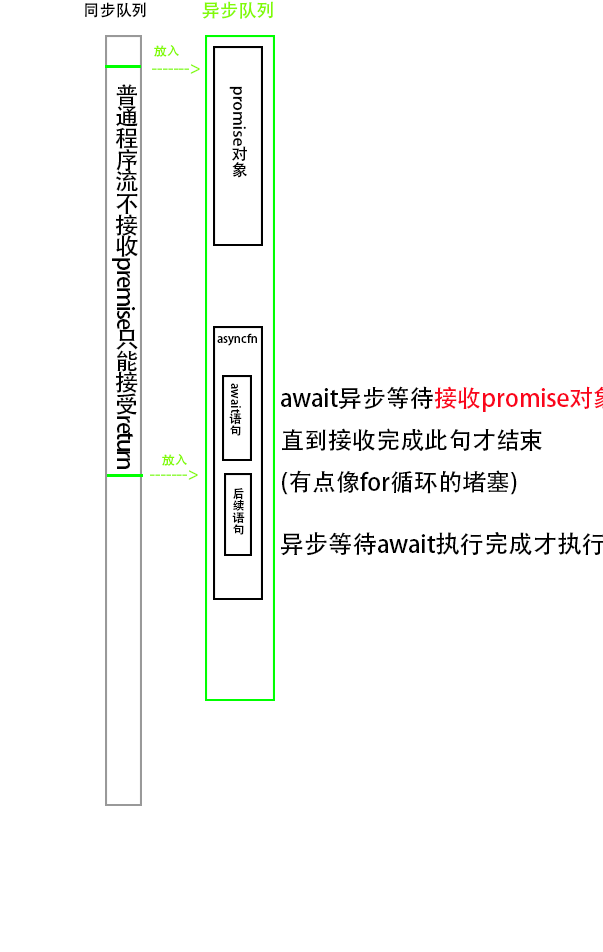 同步队列
异步队列
放入
------->
promise对象
普通程序流不接收premise只能接受return
asyncfn
await语句
await异步等待接收promise对象
直到接收完成此句才结束
(有点像for循环的堵塞)
放入
------->
后续语句
异步等待await执行完成才执行